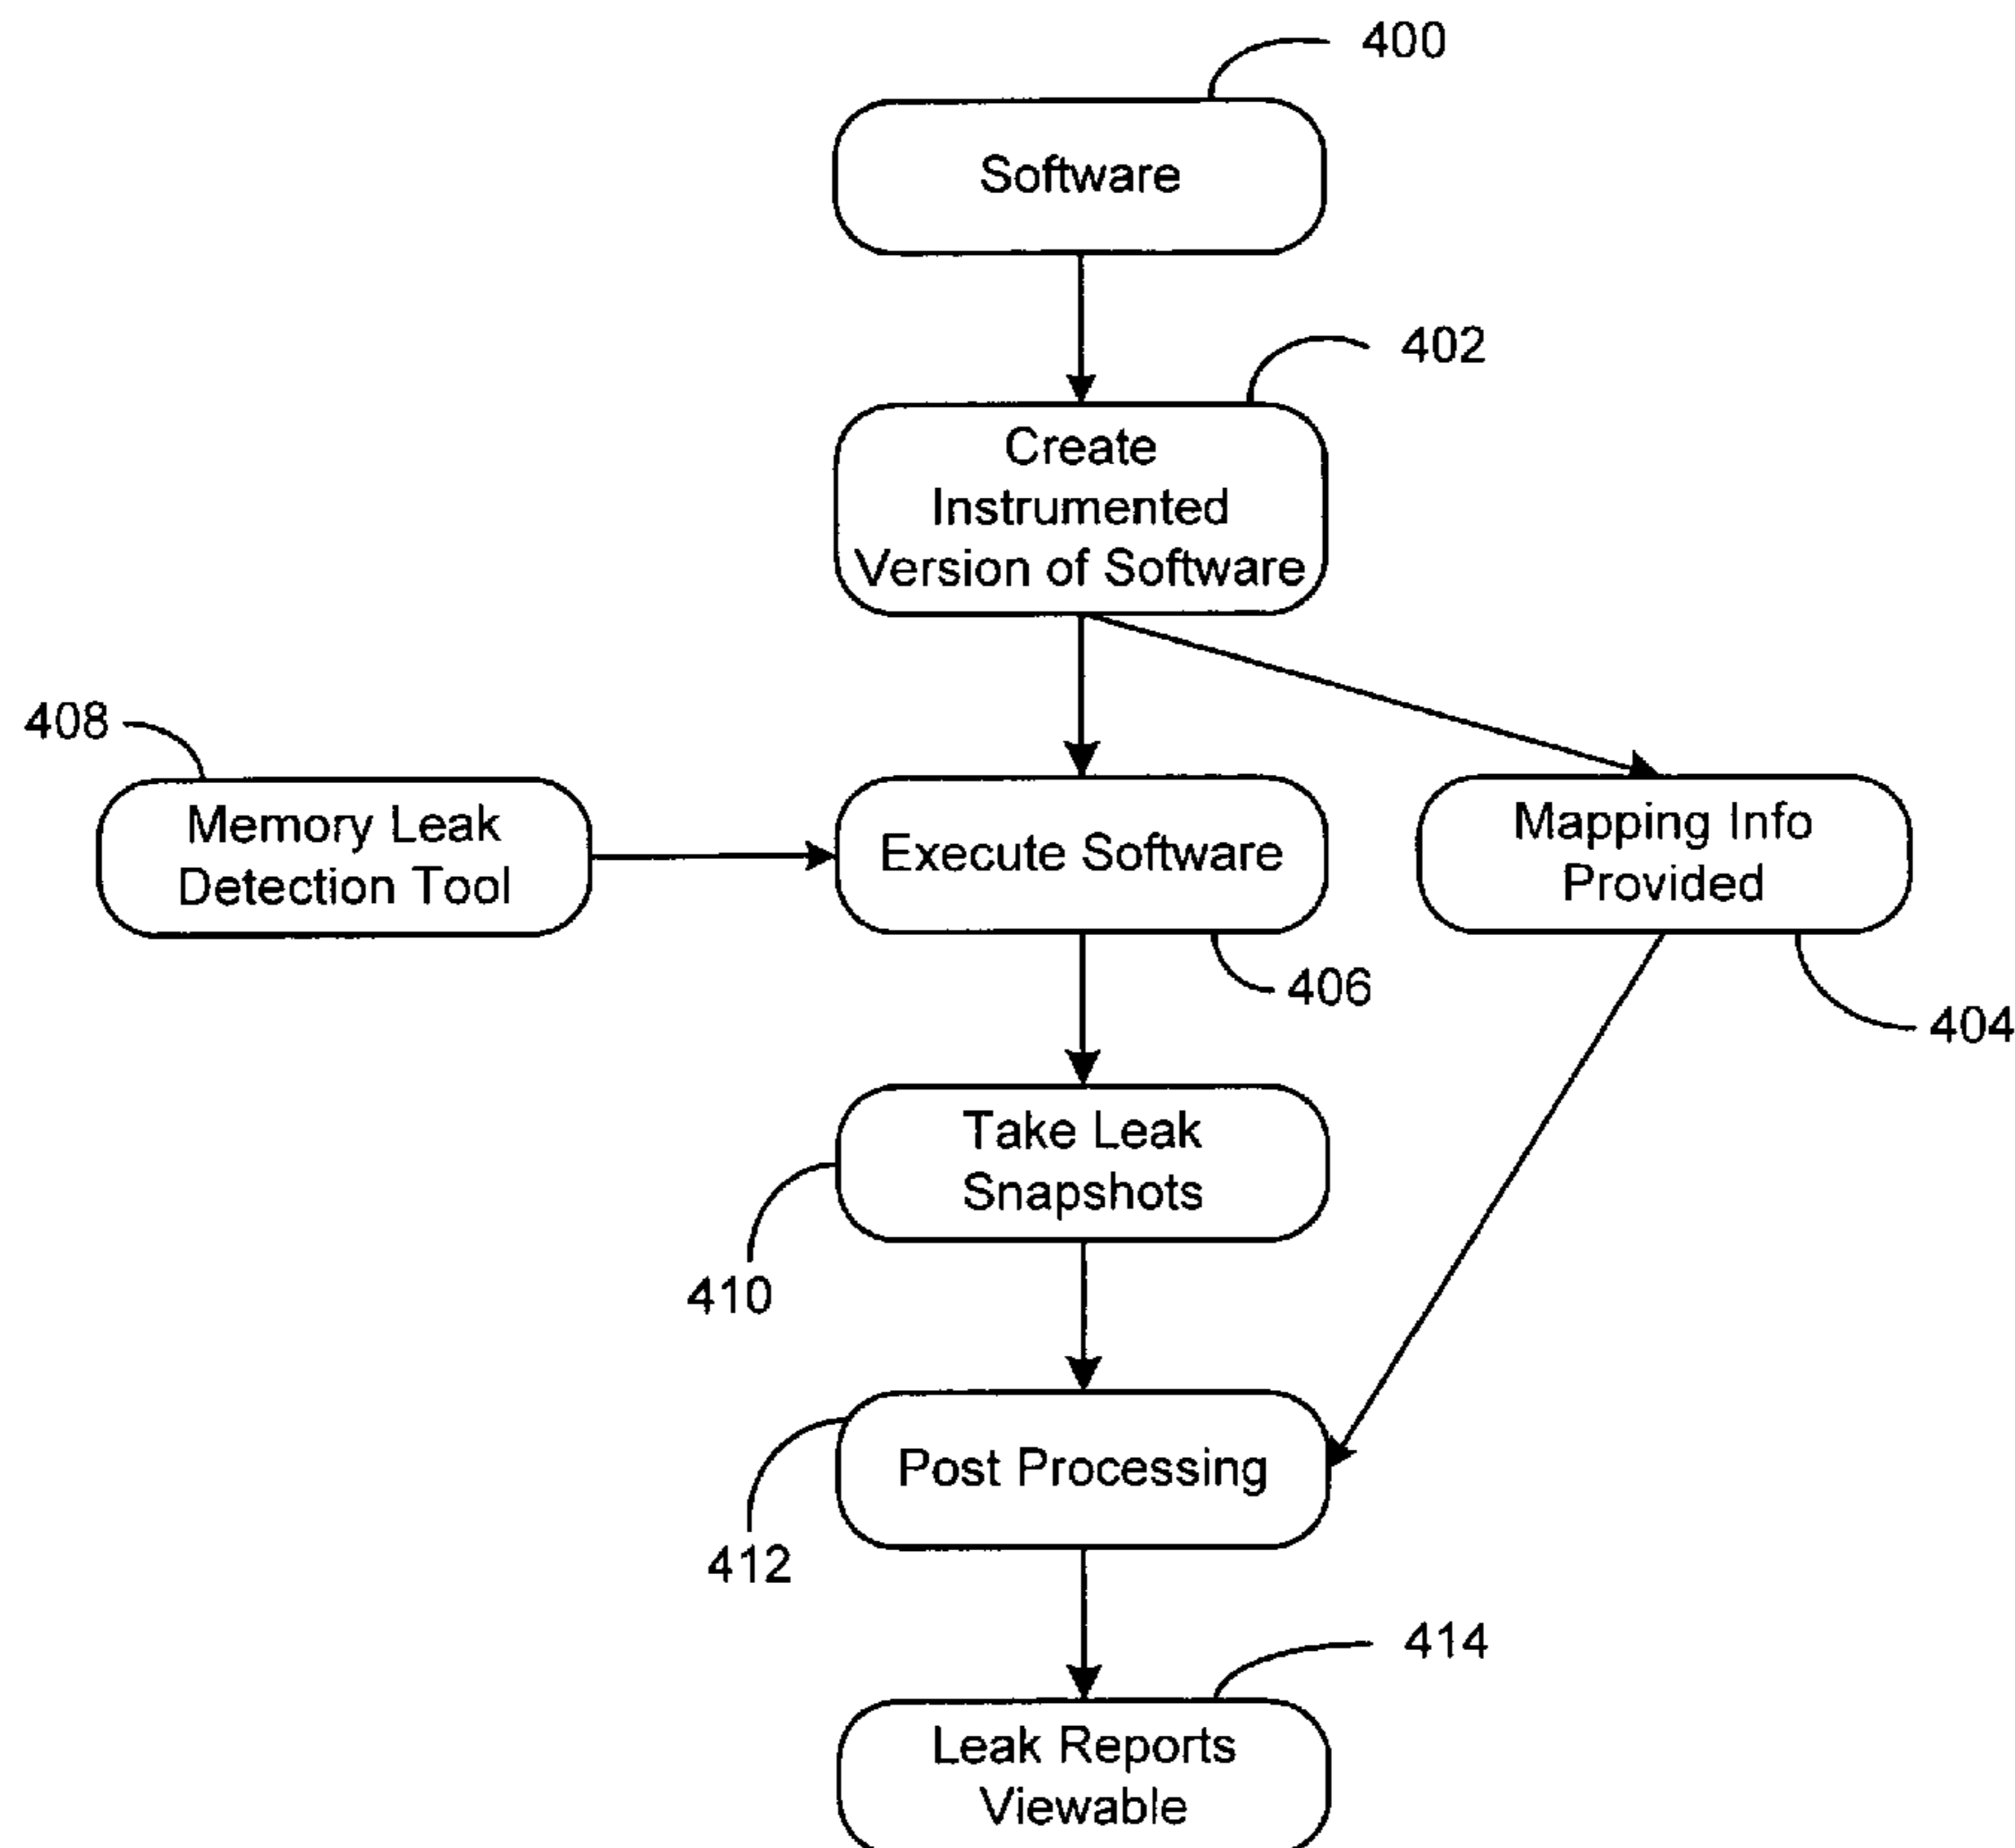 400
Software
402
Create
Instrumented
Version of Software
408
Memory Leak
Detection Tool
Execute Software
406
Mapping Info
Provided
404
Take Leak
Snapshots
410
Post Processing
412
414
Leak Reports
Viewable